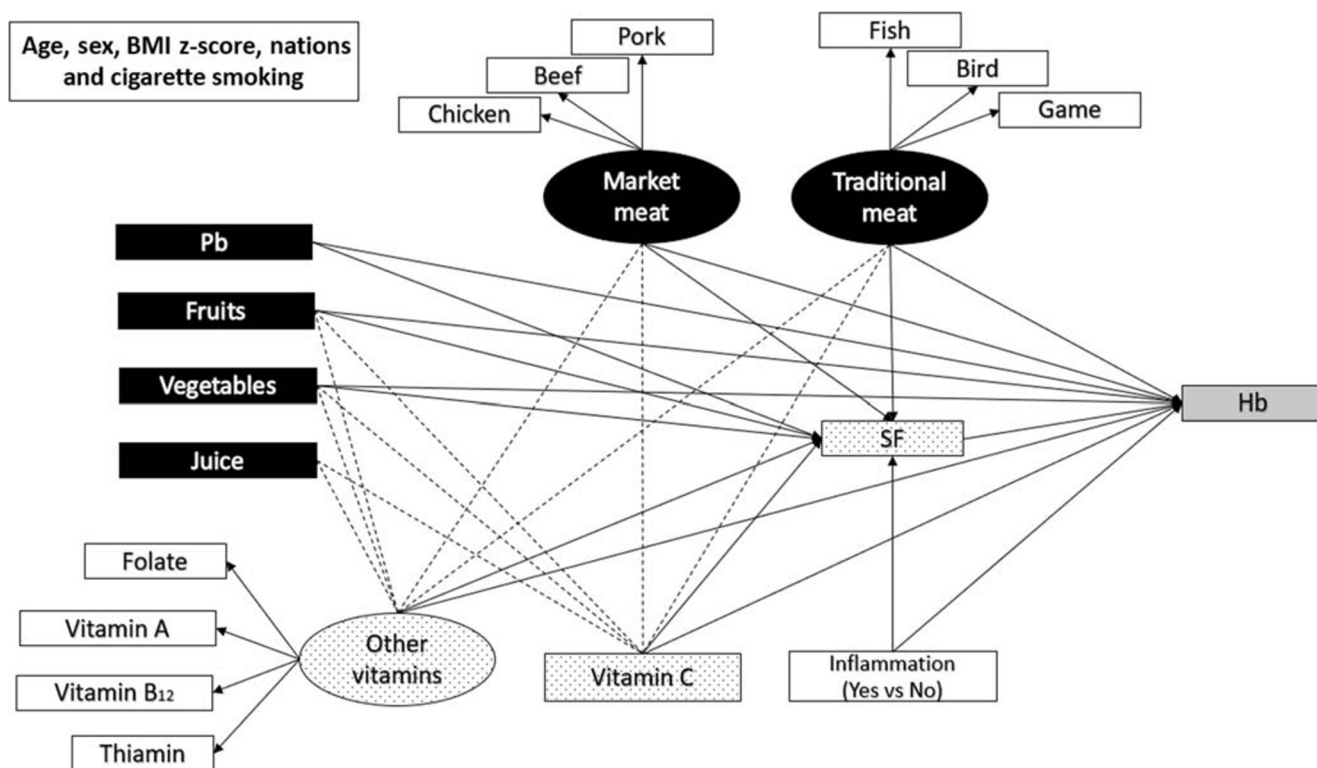 Age, sex, BMI z-score, nations
and cigarette smoking
Pork
Beef
Chicken
Fish
Bird
Game
Market
meat
Traditional
meat
Pb
Fruits
Vegetables
Juice
Hb
SF
Folate
Vitamin A
Vitamin B12
Thiamin
Other
vitamins
Vitamin C
Inflammation
(Yes vs No)